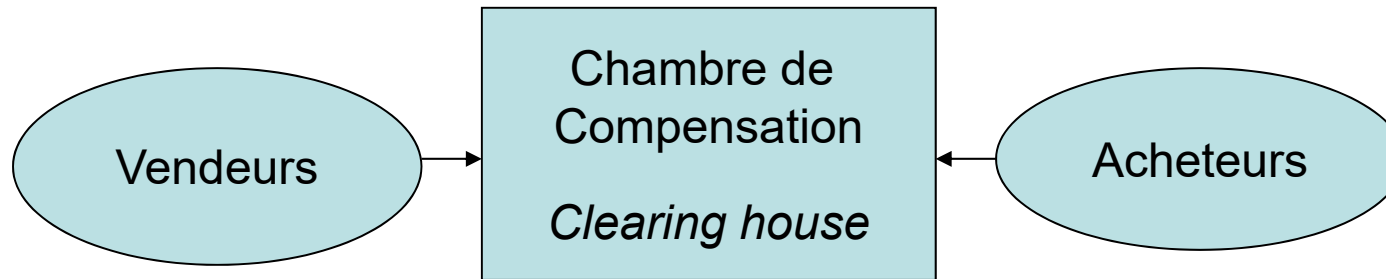 Vendeurs
Chambre de
Compensation
Clearing house
Acheteurs